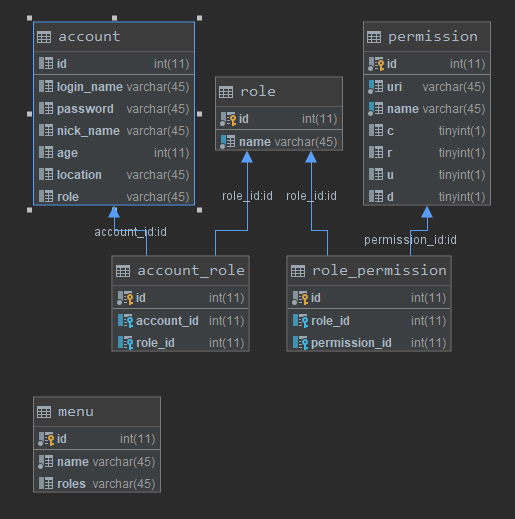 account
id int(11)
login_name varchar(45)
password varchar(45)
nick_name varchar(45)
age int(11)
location varchar(45)
role varchar(45)
role
id int(11)
name varchar(45)
permission
id int(11)
uri varchar(45)
name varchar(45)
c tinyint(1)
r tinyint(1)
u tinyint(1)
d tinyint(1)
account_id:id
role_id:id
role_id:id
permission_id:id
account_role
id int(11)
account_id int(11)
role_id int(11)
role_permission
id int(11)
role_id int(11)
permission_id int(11)
menu
id int(11)
name varchar(45)
roles varchar(45)